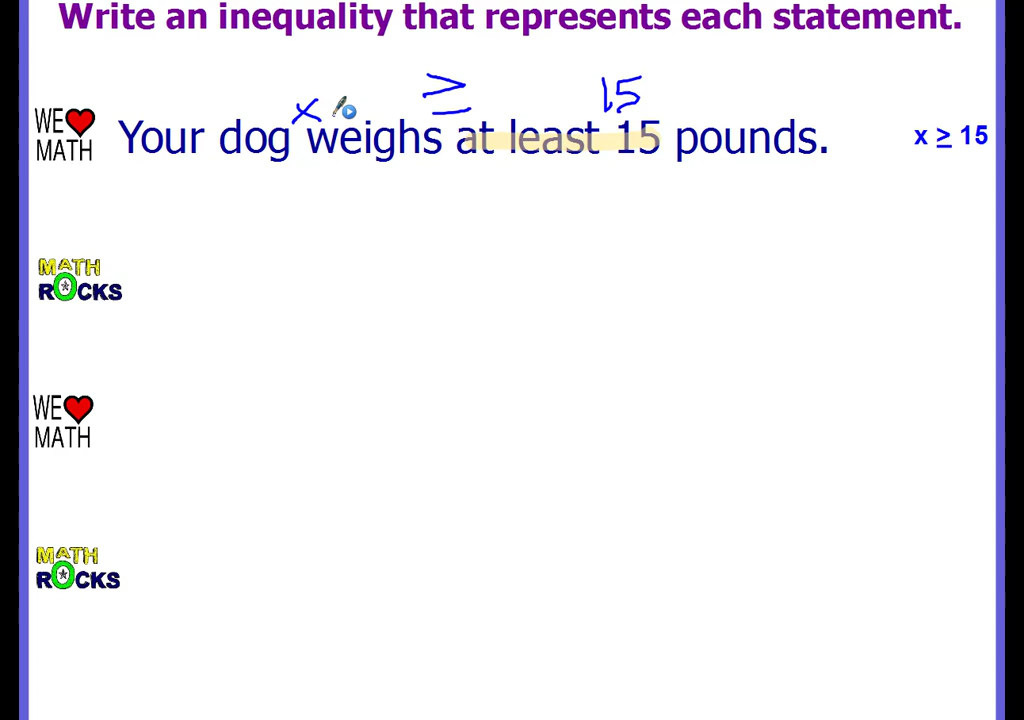 Write an inequality that represents each statement.
x ≥ 15
WE
MATH
Your dog weighs at least 15 pounds.
x ≥ 15
MATH
ROCKS
WE
MATH
MATH
ROCKS